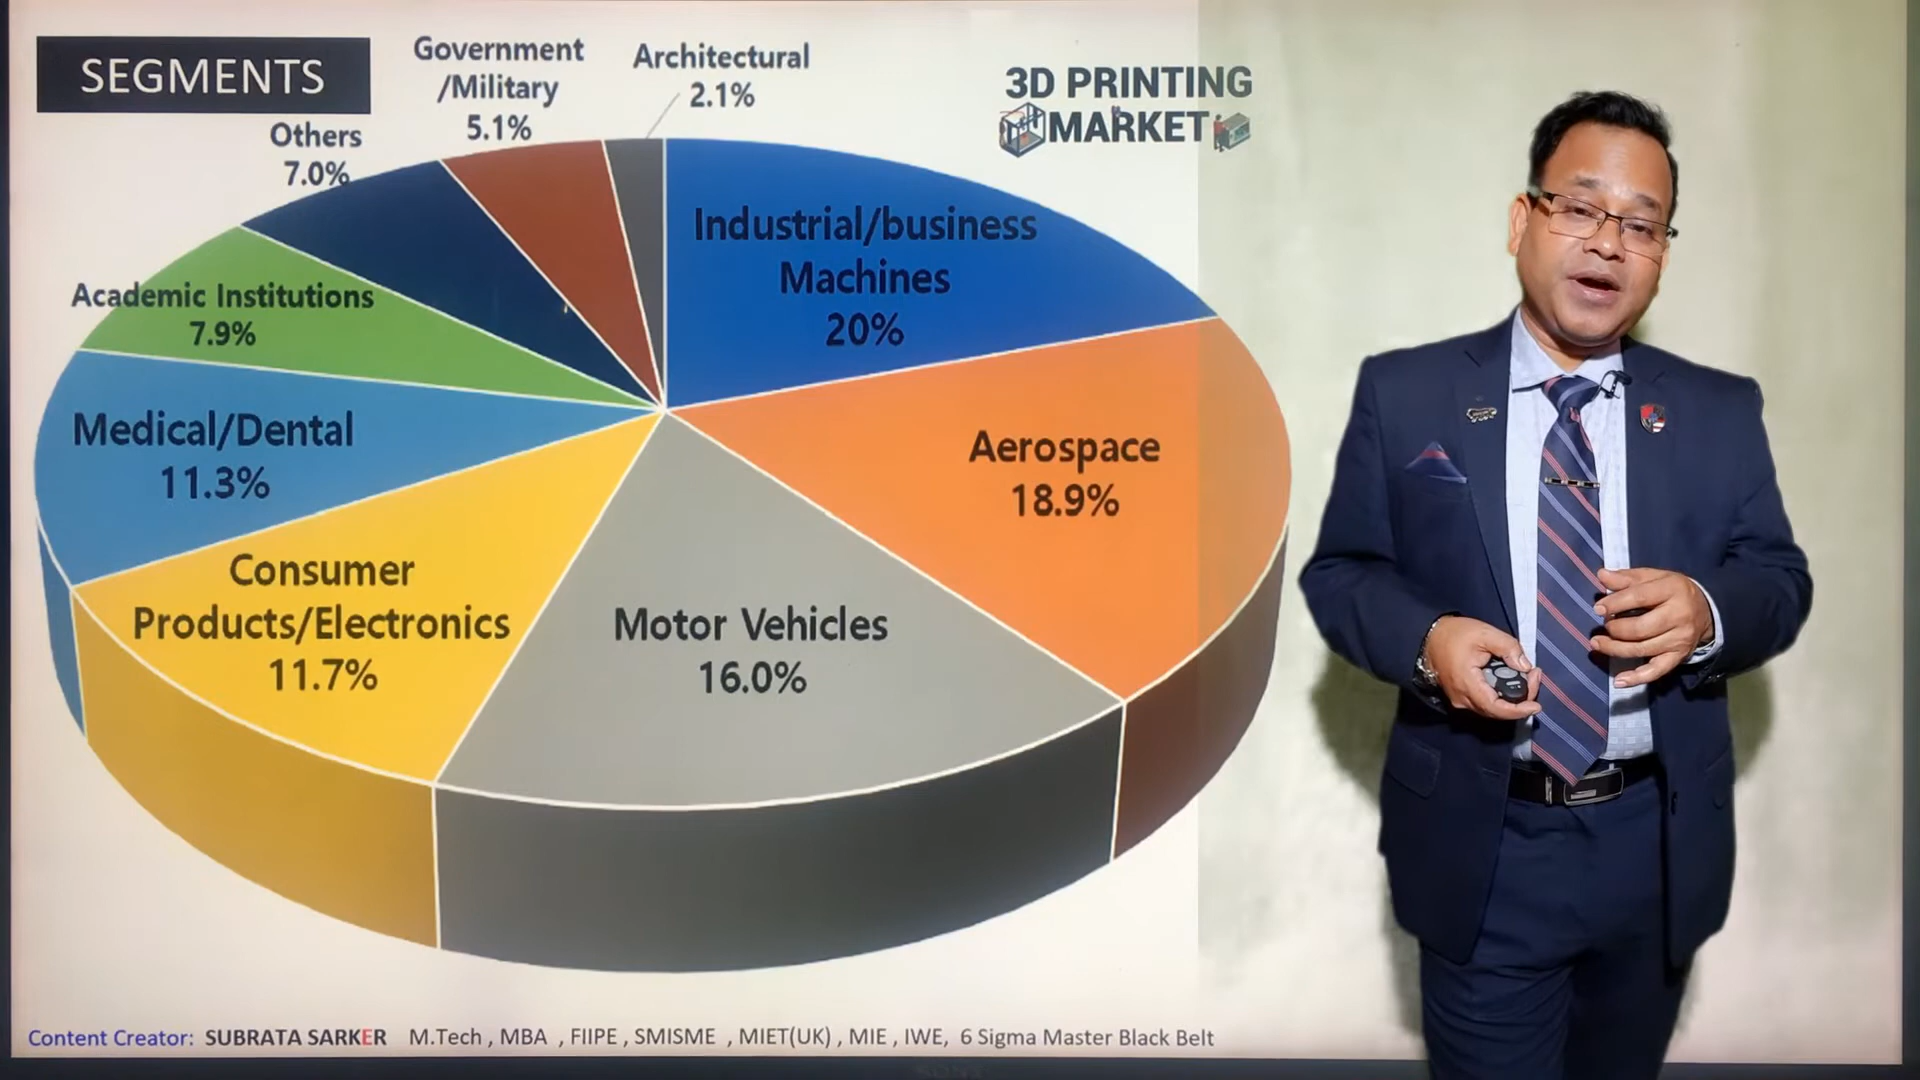 SEGMENTS
Government
/Military
5.1%
Architectural
2.1%
3D PRINTING
MARKET
Others
7.0%
Industrial/business
Machines
20%
Academic Institutions
7.9%
Aerospace
18.9%
Medical/Dental
11.3%
Consumer
Products/Electronics
11.7%
Motor Vehicles
16.0%
Content Creator: SUBRATA SARKER M.Tech , MBA , FIIPE , SMISME , MIET(UK) , MIE , IWE, 6 Sigma Master Black Belt